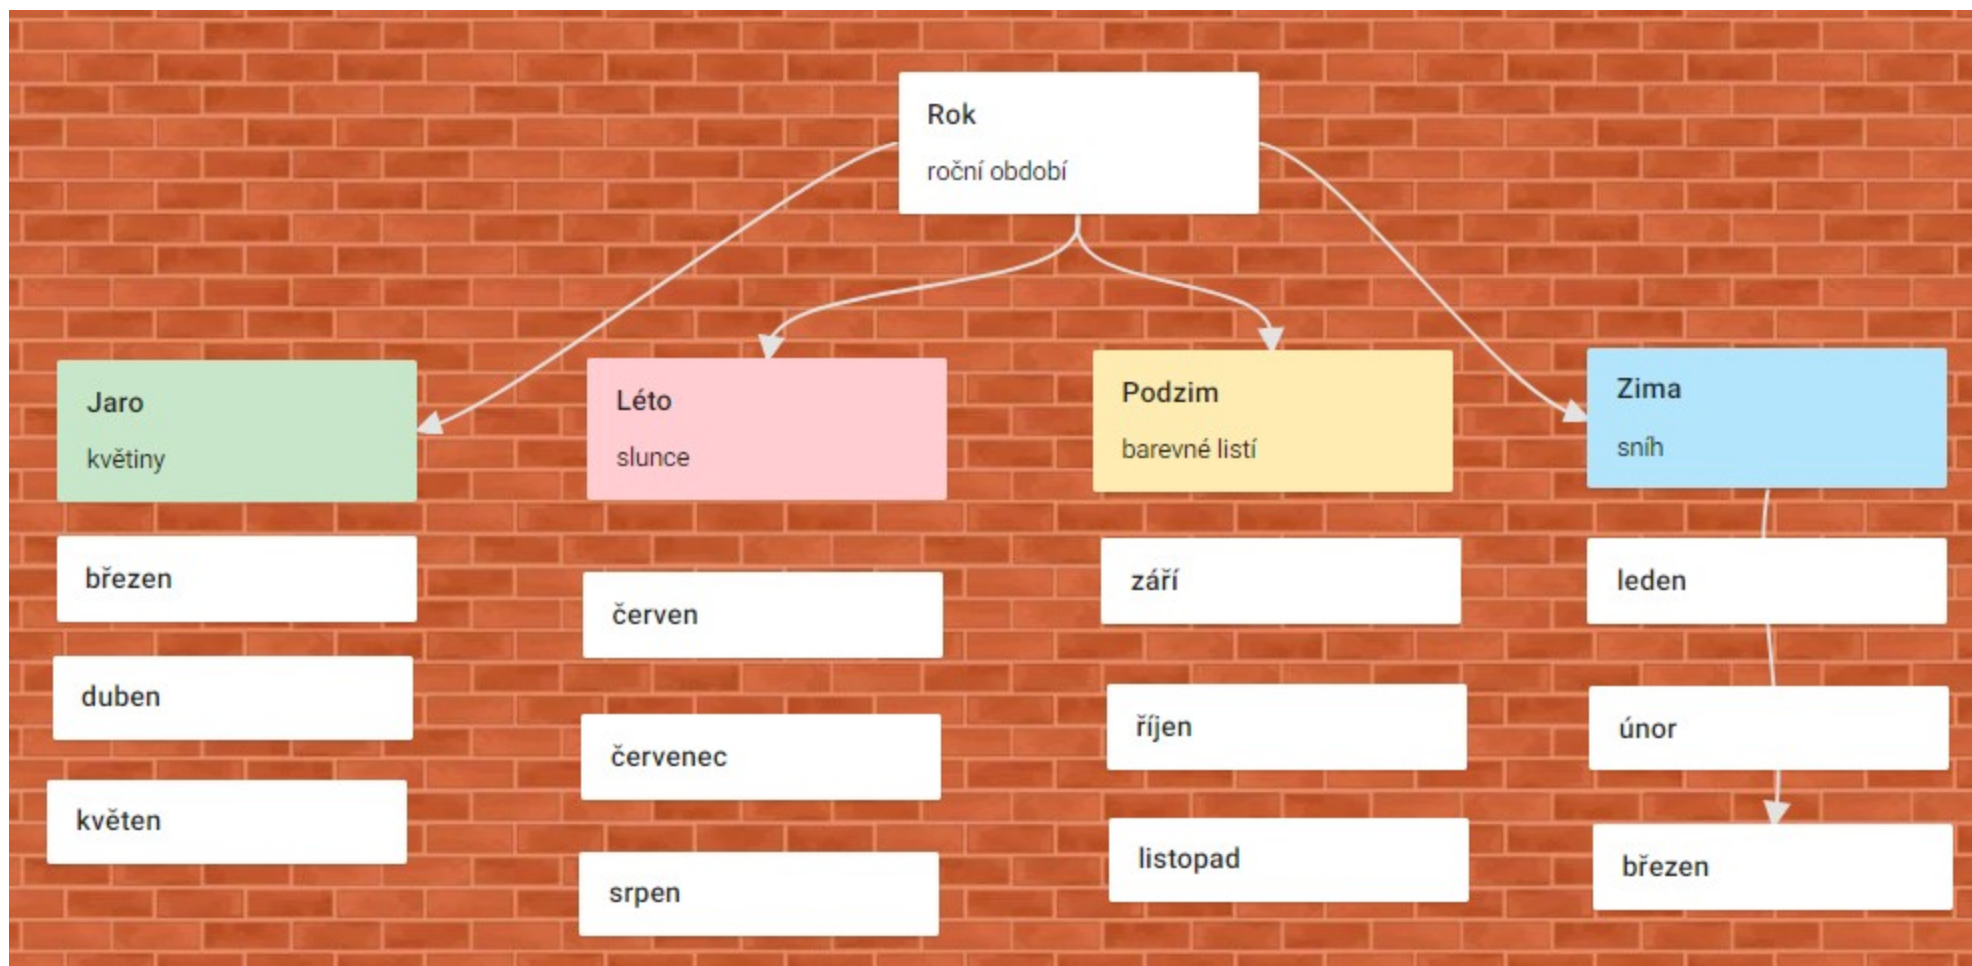 Rok
roční období
Jaro
květiny
březen
duben
květen
Léto
slunce
červen
červenec
srpen
Podzim
barevné listí
září
říjen
listopad
Zima
sníh
leden
únor
březen